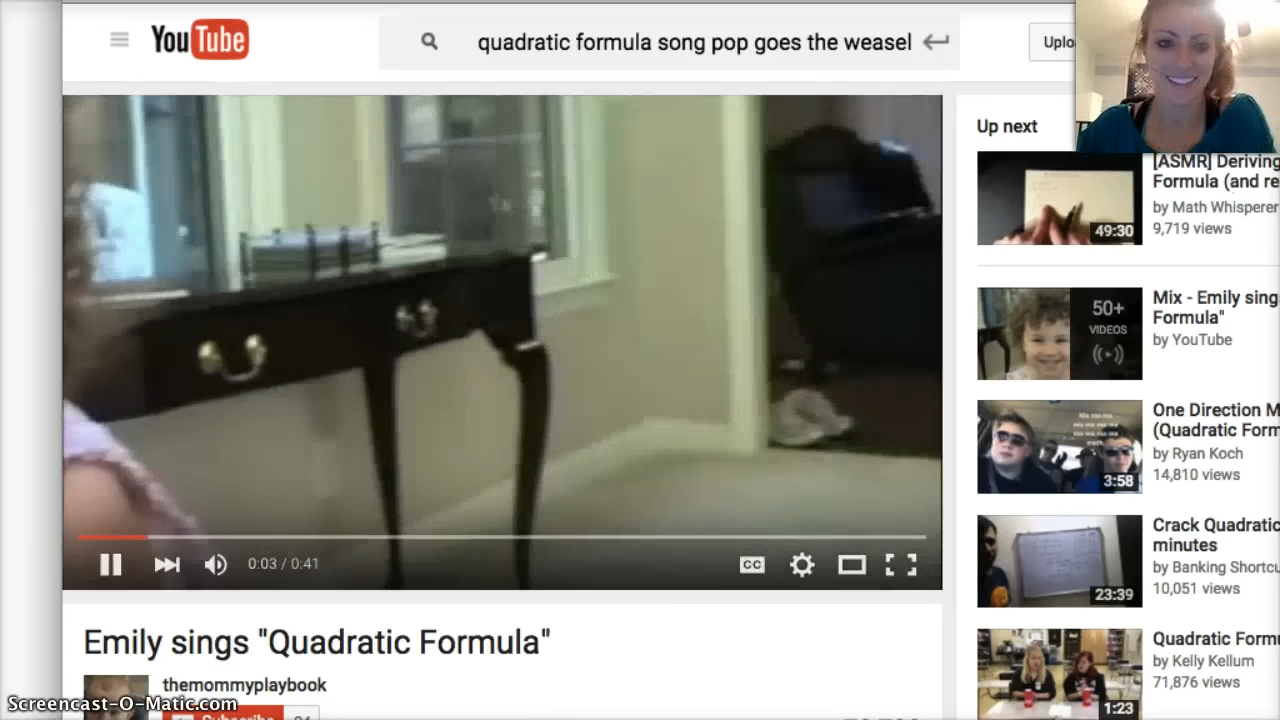 YouTube
quadratic formula song pop goes the weasel
Up next
[ASMR] Deriving
Formula (and re
by Math Whisperer
9,719 views
49:30
Mix - Emily sing
Formula"
by YouTube
50+
VIDEOS
One Direction M
(Quadratic Form
by Ryan Koch
14,810 views
3:58
Crack Quadratic
minutes
by Banking Shortcu
10,051 views
23:39
Quadratic Form
by Kelly Kellum
71,876 views
1:23
0:03 / 0:41
CC
Emily sings "Quadratic Formula"
themommyplaybook
Subscribe
Screencast-O-Matic.com